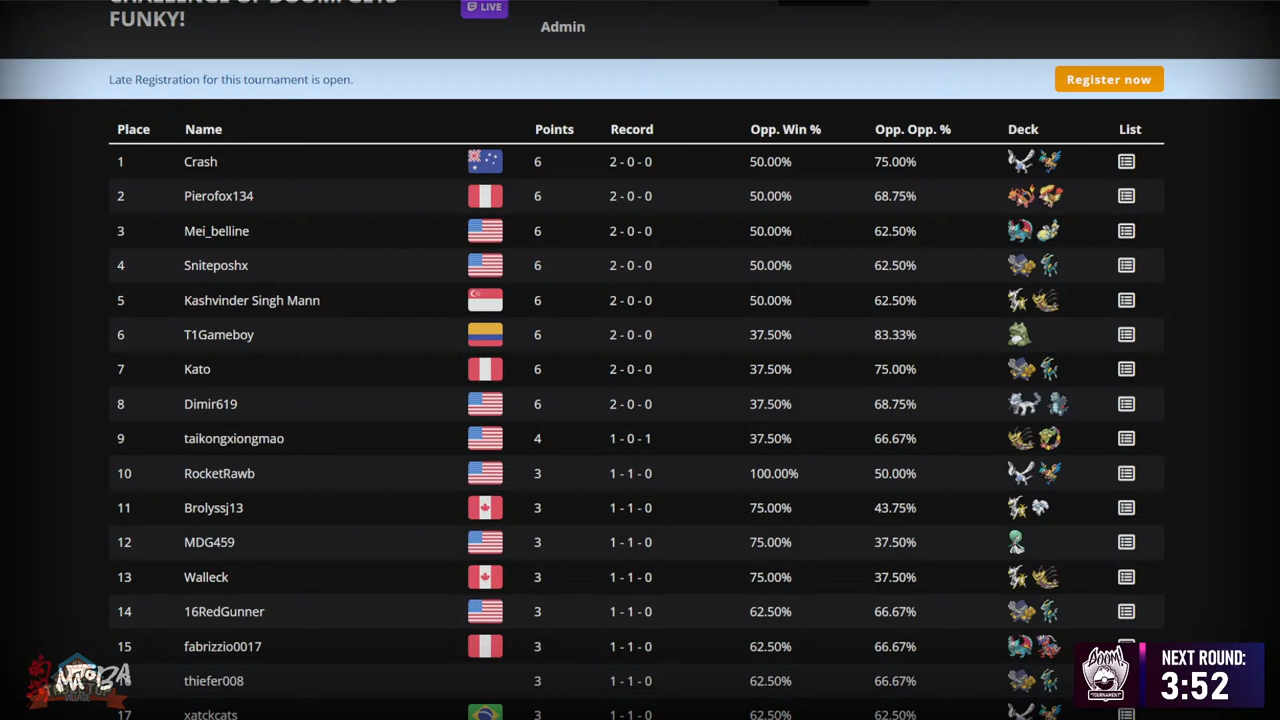 FUNKY!
LIVE
Admin
Late Registration for this tournament is open.
Register now
Place Name Points Record Opp. Win % Opp. Opp. % Deck List
1 Crash 6 2 - 0 - 0 50.00% 75.00%
2 Pierofox134 6 2 - 0 - 0 50.00% 68.75%
3 Mei_belline 6 2 - 0 - 0 50.00% 62.50%
4 Sniteposhx 6 2 - 0 - 0 50.00% 62.50%
5 Kashvinder Singh Mann 6 2 - 0 - 0 50.00% 62.50%
6 T1Gameboy 6 2 - 0 - 0 37.50% 83.33%
7 Kato 6 2 - 0 - 0 37.50% 75.00%
8 Dimir619 6 2 - 0 - 0 37.50% 68.75%
9 taikongxiongmao 4 1 - 0 - 1 37.50% 66.67%
10 RocketRawb 3 1 - 1 - 0 100.00% 50.00%
11 Brolyssj13 3 1 - 1 - 0 75.00% 43.75%
12 MDG459 3 1 - 1 - 0 75.00% 37.50%
13 Walleck 3 1 - 1 - 0 75.00% 37.50%
14 16RedGunner 3 1 - 1 - 0 62.50% 66.67%
15 fabrizzio0017 3 1 - 1 - 0 62.50% 66.67%
thiefer008 3 1 - 1 - 0 62.50% 66.67%
17 xatckcats 3 1 - 1 - 0 62.50% 62.50%
DOOM
TOURNAMENT
NEXT ROUND:
3:52